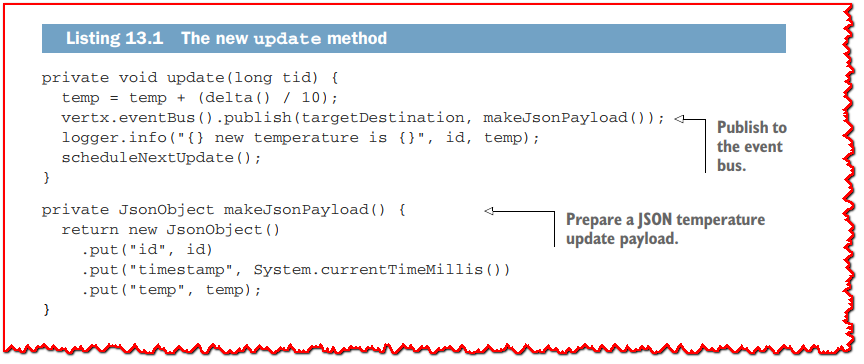 Listing 13.1 The new update method
private void update(long tid) {
temp = temp + (delta() / 10);
vertx.eventBus().publish(targetDestination, makeJsonPayload());
logger.info("{} new temperature is {}", id, temp);
scheduleNextUpdate();
}
Publish to
the event
bus.
private JsonObject makeJsonPayload() {
return new JsonObject()
.put("id", id)
.put("timestamp", System.currentTimeMillis())
.put("temp", temp);
}
Prepare a JSON temperature
update payload.